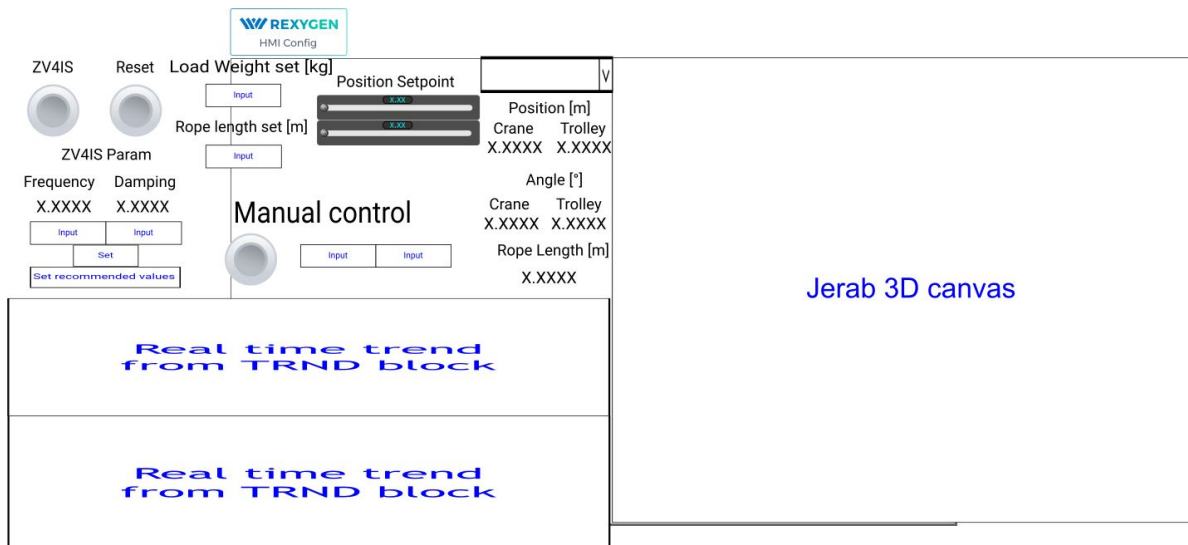 REXYGEN
HMI Config
ZV4IS
Reset
Load Weight set [kg]
Input
Rope length set [m]
Input
Position Setpoint
X.XX
X.XX
V
Position [m]
Crane Trolley
X.XXXX X.XXXX
ZV4IS Param
Frequency Damping
X.XXXX X.XXXX
Input Input
Set
Set recommended values
Manual control
Input Input
Angle [°]
Crane Trolley
X.XXXX X.XXXX
Rope Length [m]
X.XXXX
Jerab 3D canvas
Real time trend
from TRND block
Real time trend
from TRND block